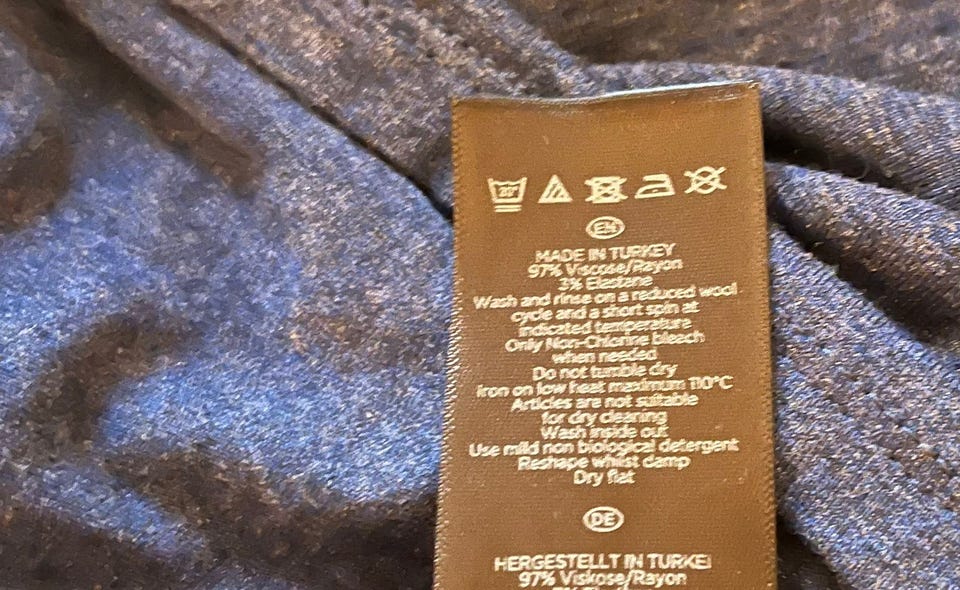 30°
EN
MADE IN TURKEY
97% Viscose/Rayon
3% Elastane
Wash and rinse on a reduced wool
cycle and a short spin at
indicated temperature
Only Non-Chlorine bleach
when needed
Do not tumble dry
Iron on low heat maximum 110°C
Articles are not suitable
for dry cleaning
Wash inside out
Use mild non biological detergent
Reshape whilst damp
Dry flat
DE
HERGESTELLT IN TURKEI
97% Viskose/Rayon